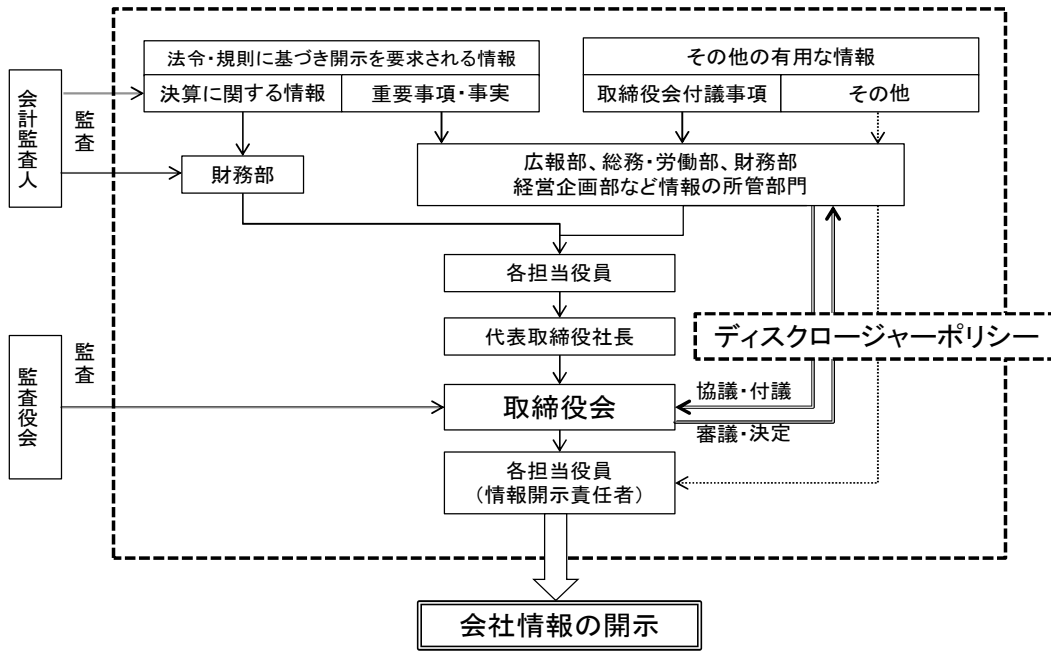 法令・規則に基づき開示を要求される情報
決算に関する情報
重要事項・事実
その他の有用な情報
取締役会付議事項
その他
会計監査人
監査
財務部
広報部、総務・労働部、財務部
経営企画部など情報の所管部門
各担当役員
代表取締役社長
ディスクロージャーポリシー
監査役会
監査
取締役会
協議・付議
審議・決定
各担当役員
（情報開示責任者）
会社情報の開示